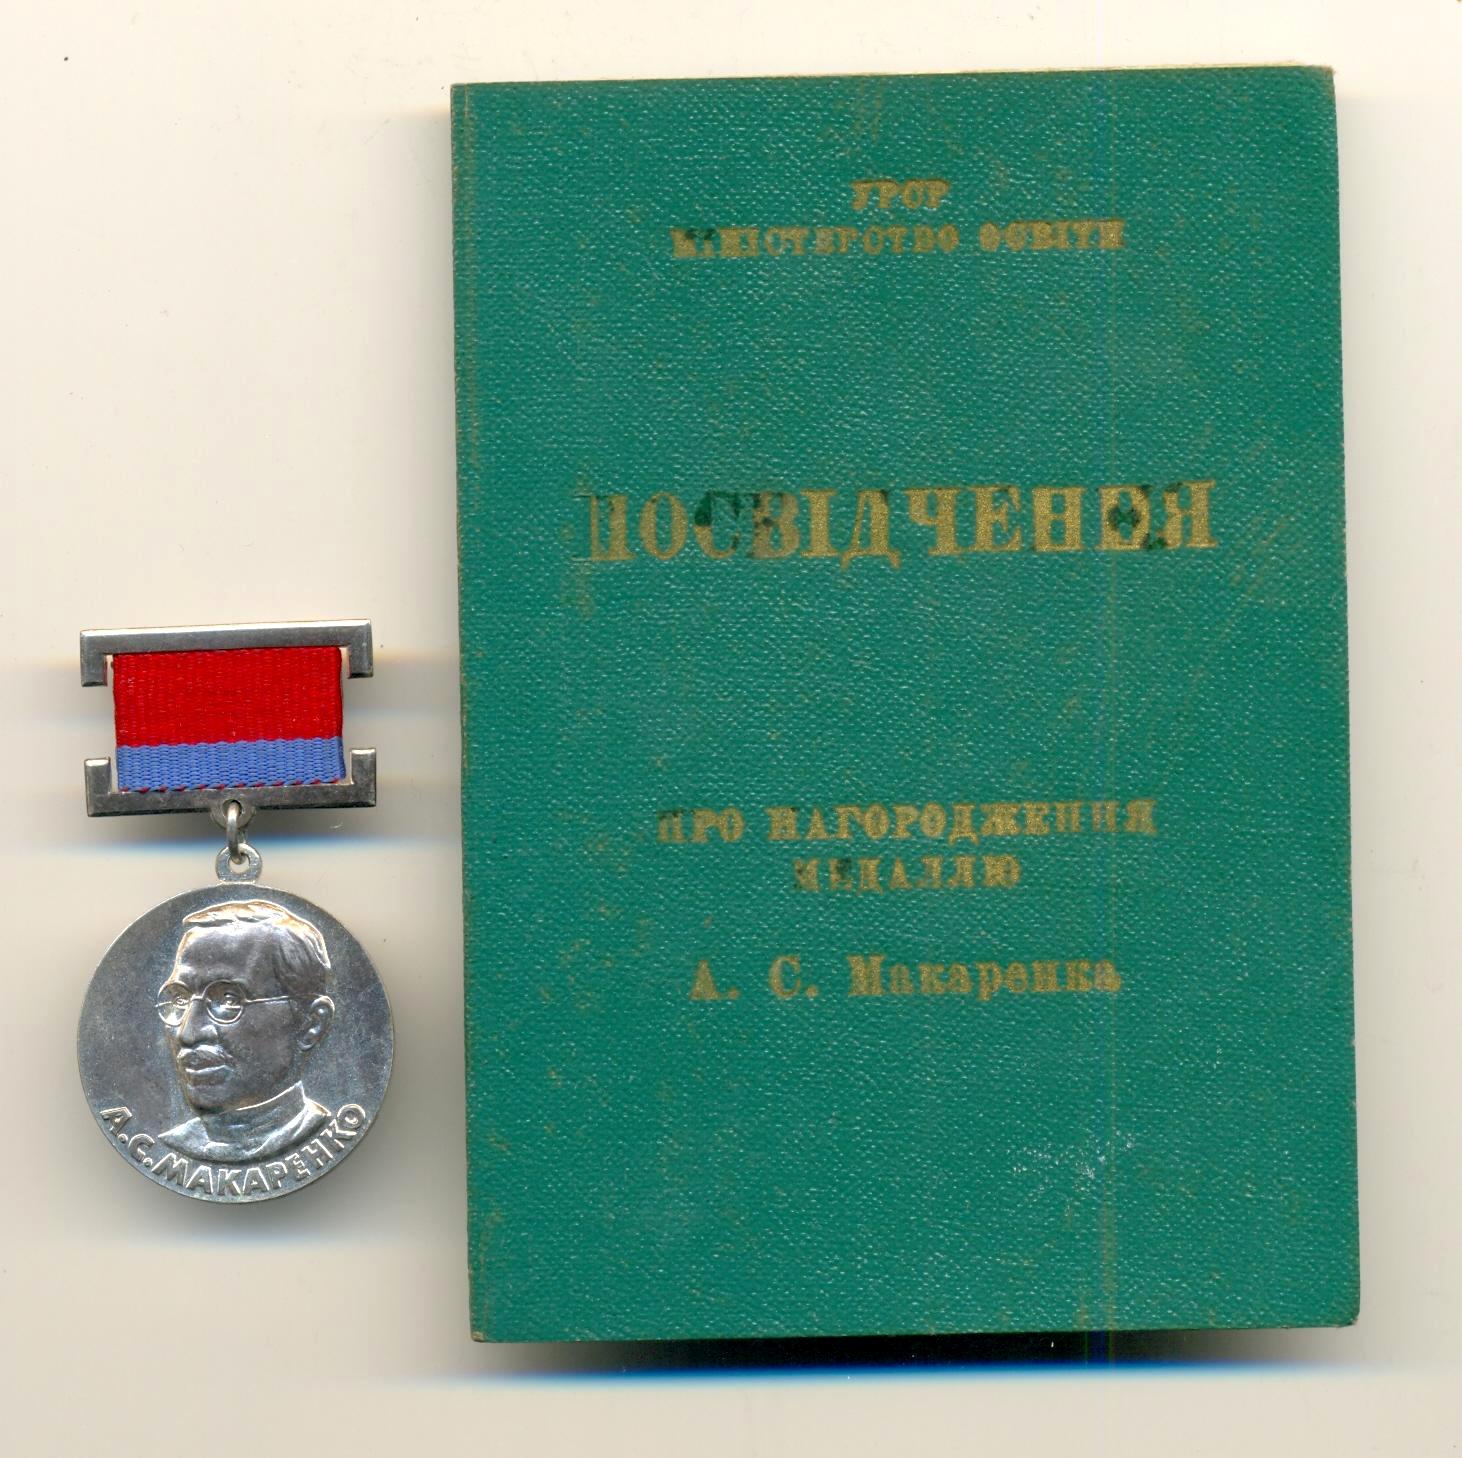 УРСР
МІНІСТЕРСТВО ОСВІТИ
ПОСВІДЧЕННЯ
ПРО НАГОРОДЖЕННЯ
МЕДАЛЛЮ
А. С. Макаренка
А.С.МАКАРЕНКО